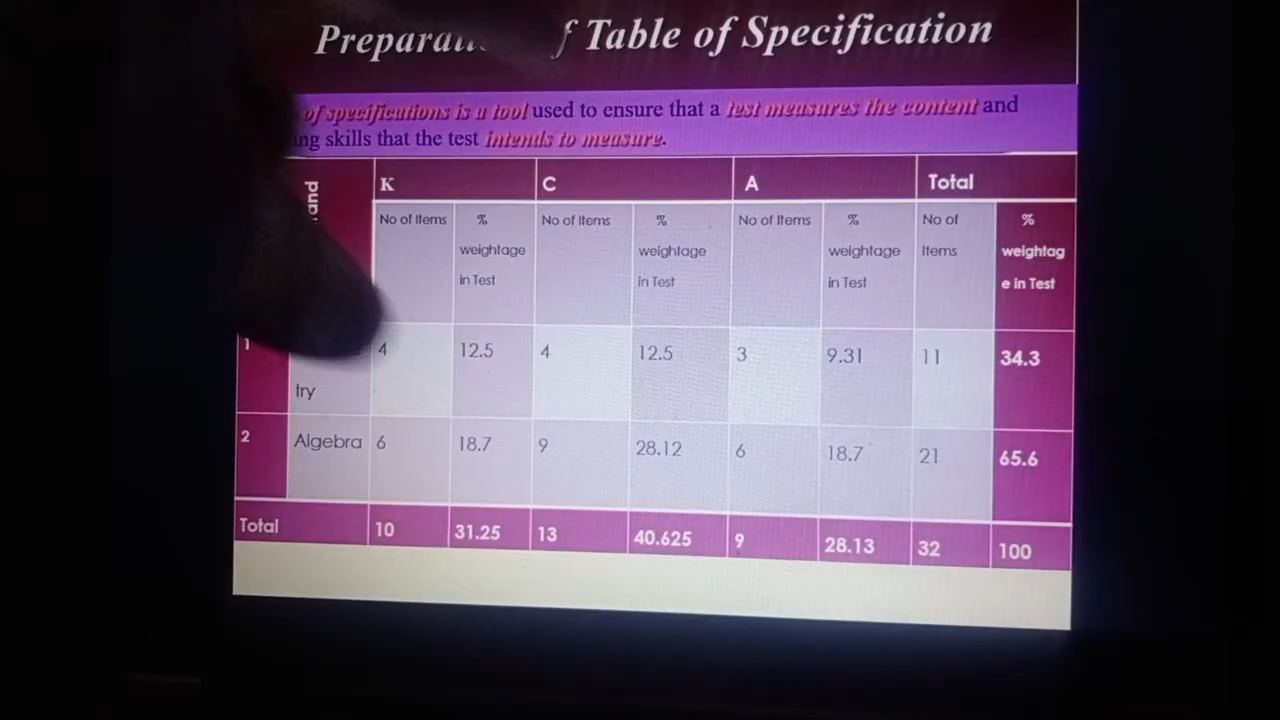 Table of Specification
of specifications is a tool used to ensure that a test measures the content and
skills that the test intends to measure.
and K C A Total
No of Items % weightage in Test No of Items % weightage in Test No of Items % weightage in Test No of Items % weightag e in Test
1 try 4 12.5 4 12.5 3 9.31 11 34.3
2 Algebra 6 18.7 9 28.12 6 18.7 21 65.6
Total 10 31.25 13 40.625 9 28.13 32 100